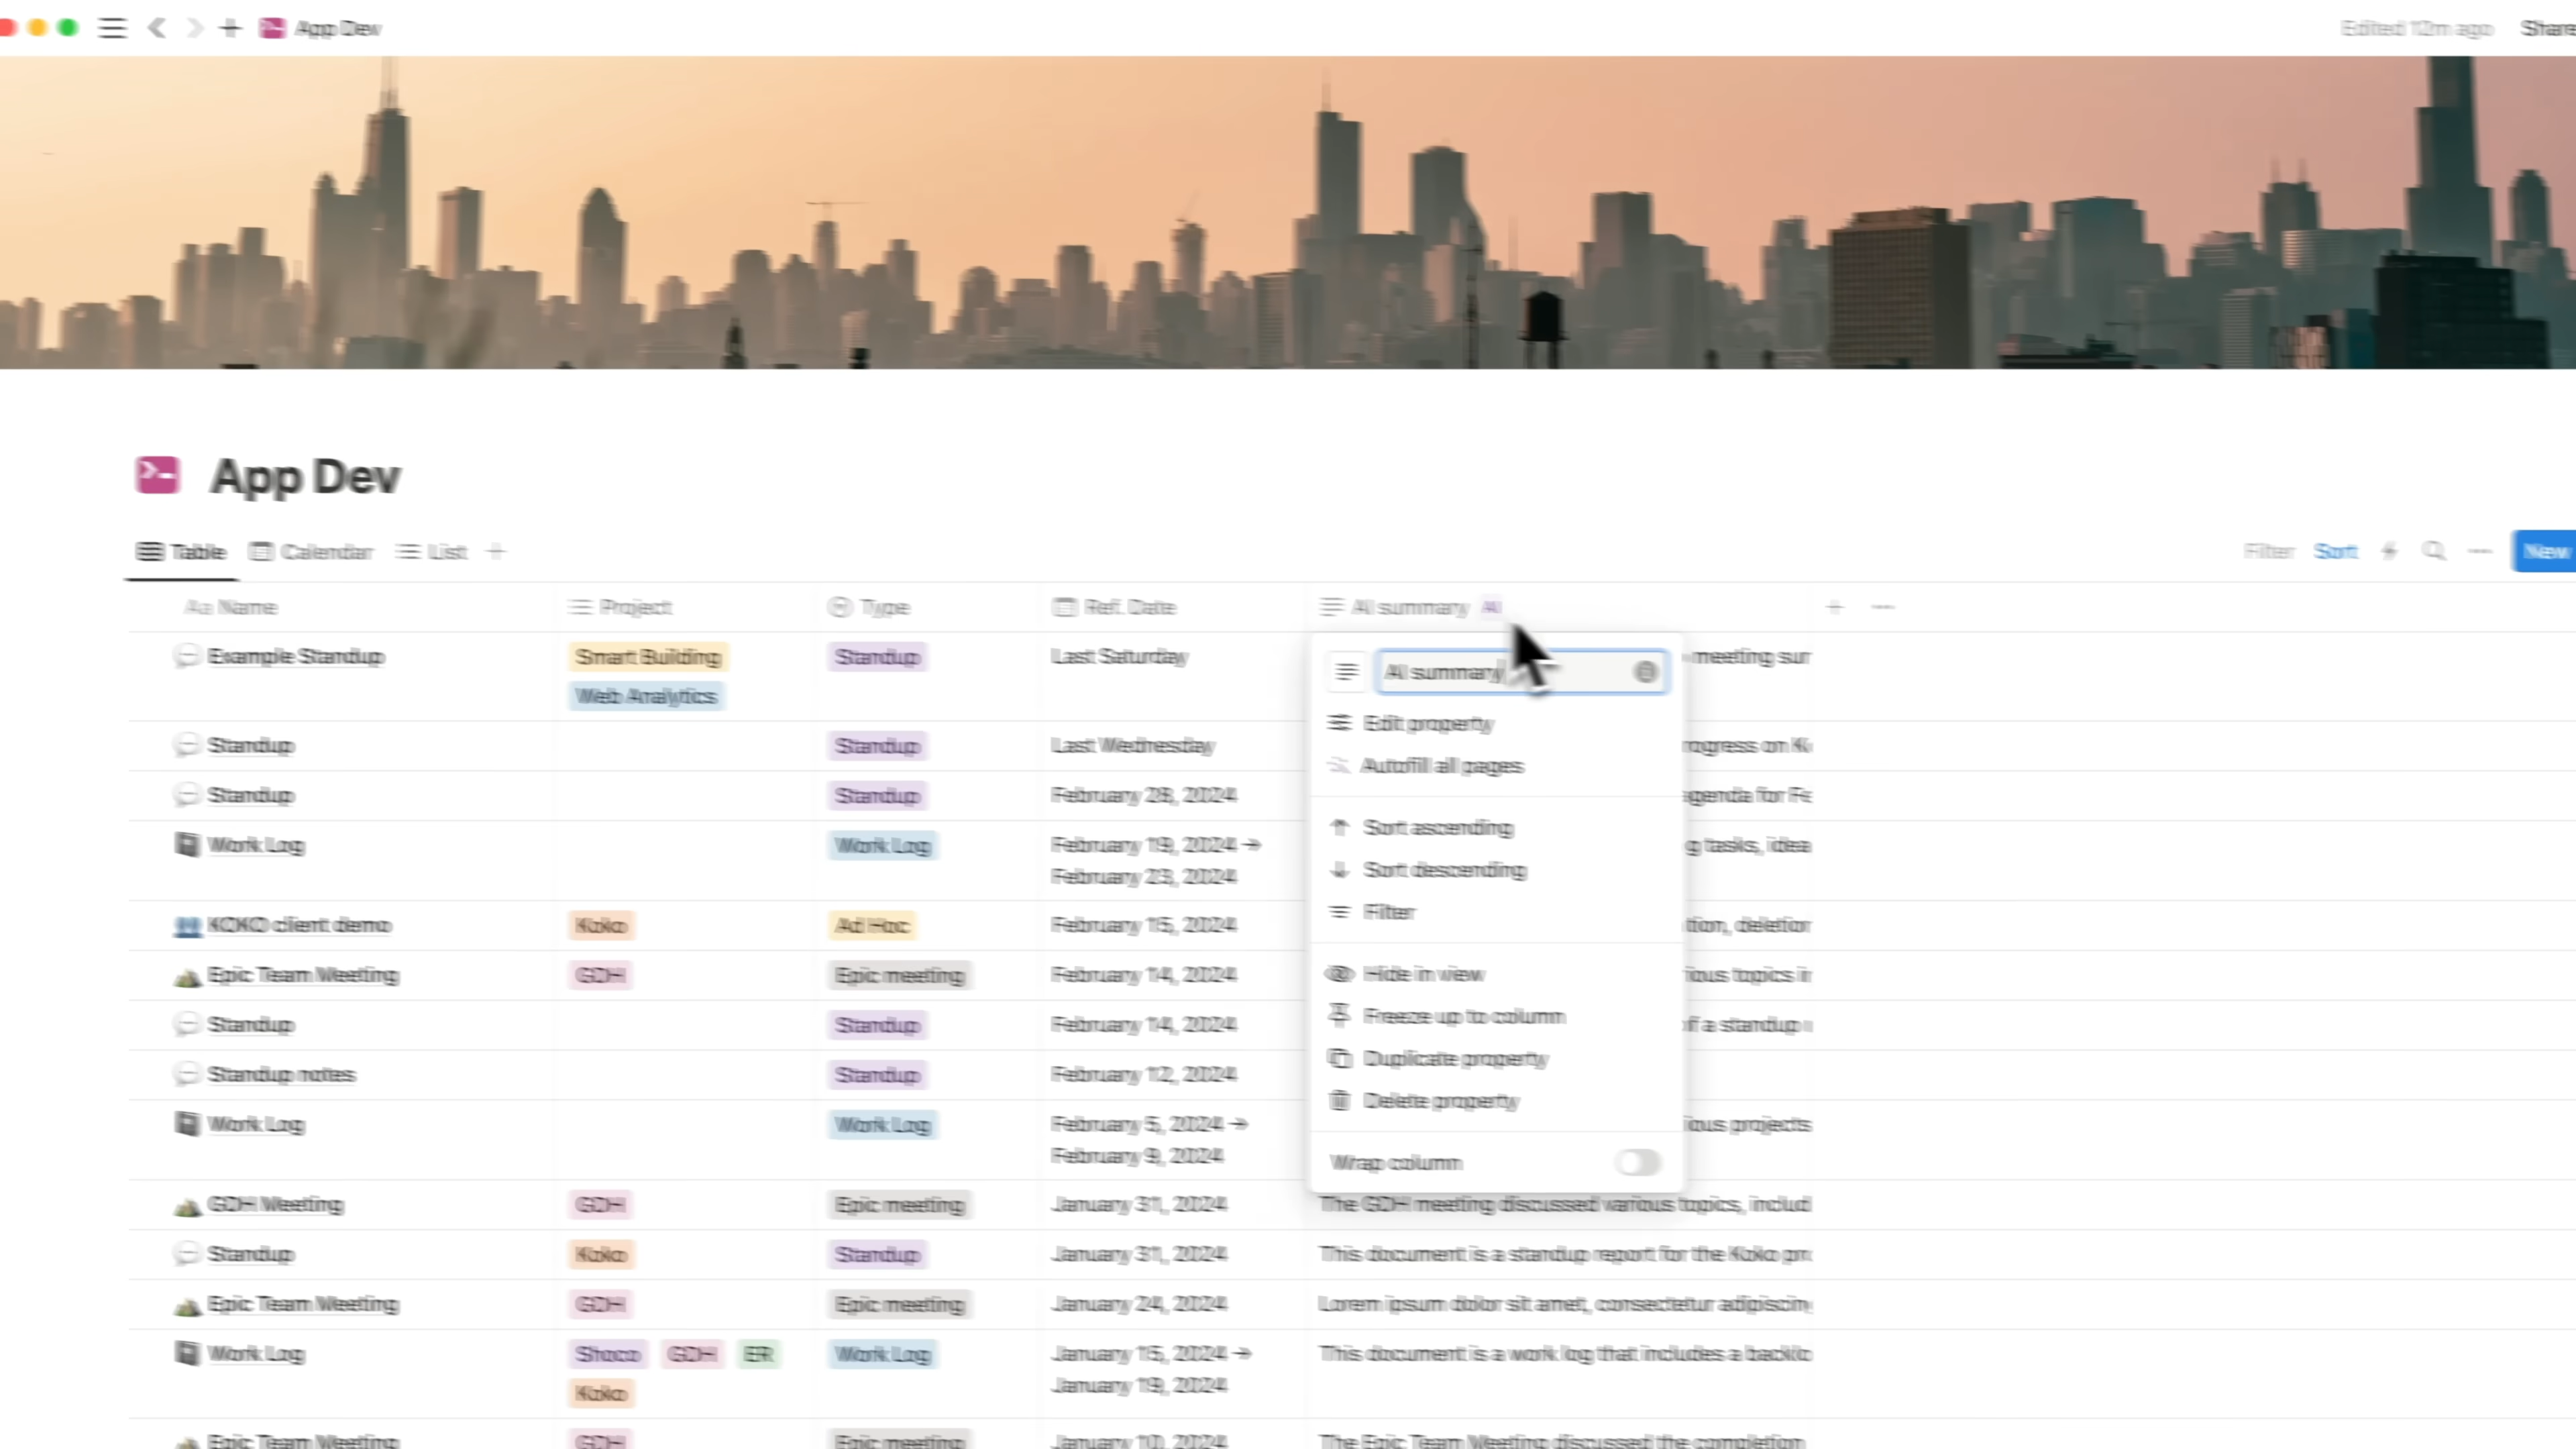 App Dev
Edited 12m ago Share
App Dev
Table Calendar List
Filter Sort New
Aa Name Project Type Ref. Date AI summary AI
Example Standup Smart Building Standup Last Saturday meeting sum
Web Analytics
AI summary
Edit property
Standup Standup Last Wednesday rogress on Ko
Autofill all pages
Standup Standup February 28, 2024 agenda for Fe
Sort ascending
Work Log Work Log February 19, 2024 → g tasks, idea
February 23, 2024
Sort descending
Filter
KOKO client demo Koko Ad Hoc February 15, 2024 tion, deletion
Epic Team Meeting GDH Epic meeting February 14, 2024 ious topics in
Hide in view
Freeze up to column
Standup Standup February 14, 2024 of a standup
Duplicate property
Standup notes Standup February 12, 2024
Delete property
Work Log Work Log February 5, 2024 → ious projects
February 9, 2024
Wrap column
GDH Meeting GDH Epic meeting January 31, 2024 The GDH meeting discussed various topics, includ
Standup Koko Standup January 31, 2024 This document is a standup report for the Koko pro
Epic Team Meeting GDH Epic meeting January 24, 2024 Lorem ipsum dolor sit amet, consectetur adipiscing
Work Log Shoco GDH ER Work Log January 15, 2024 → This document is a work log that includes a backlo
Koko January 19, 2024
Epic Team Meeting GDH Epic meeting January 10, 2024 The Epic Team Meeting discussed the completion